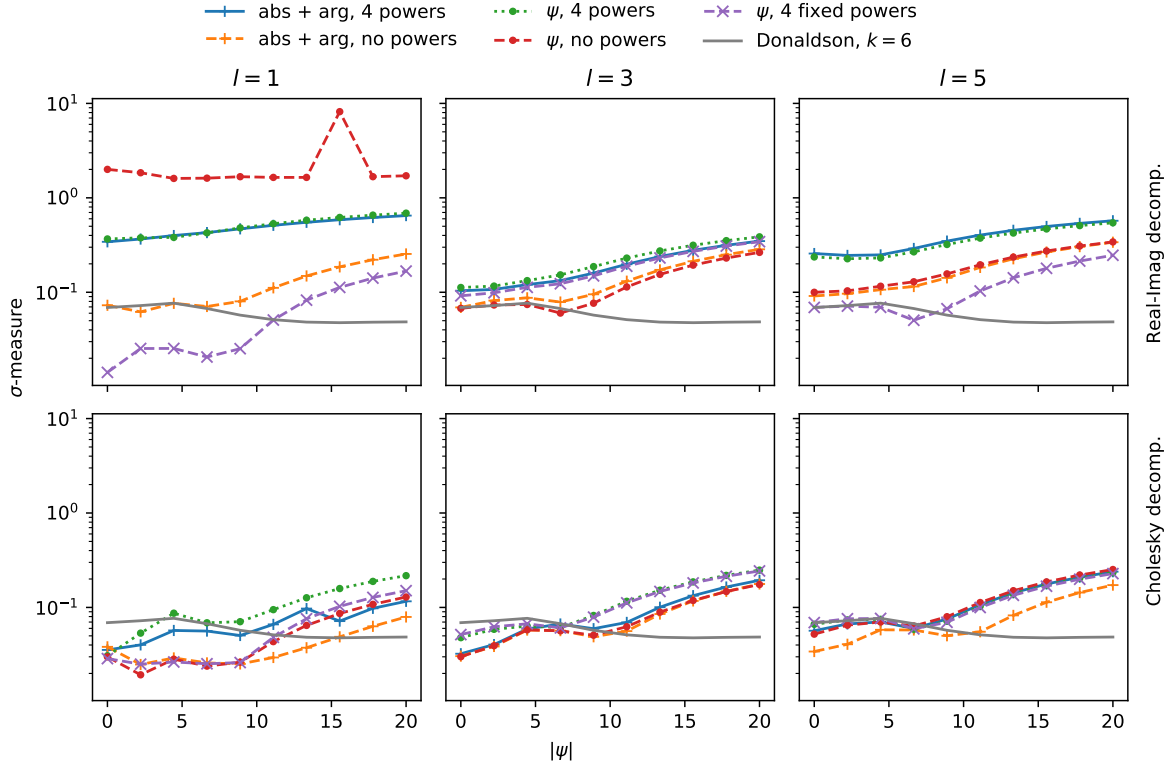 abs + arg, 4 powers ψ, 4 powers ψ, 4 fixed powers
abs + arg, no powers ψ, no powers Donaldson, k = 6
l = 1 l = 3 l = 5
10¹
10⁰
10⁻¹
Real-Imag decomp.
σ-measure
10¹
10⁰
10⁻¹
Cholesky decomp.
0 5 10 15 20 0 5 10 15 20 0 5 10 15 20
|ψ|